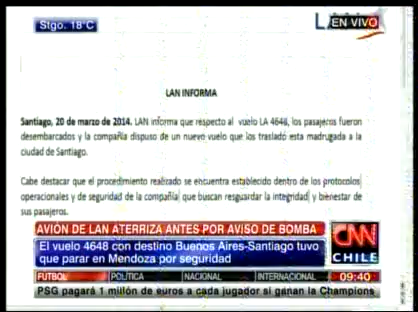 Stgo. 18°C
EN VIVO
LAN INFORMA
Santiago, 20 de marzo de 2014. LAN informa que respecto al vuelo LA 4648, los pasajeros fueron
desembarcados y la compañía dispuso de un nuevo vuelo que los trasladó esta madrugada a la
ciudad de Santiago.
Cabe destacar que el procedimiento realizado se encuentra establecido dentro de los protocolos
operacionales y de seguridad de la compañía que buscan resguardar la integridad y bienestar de
sus pasajeros.
AVIÓN DE LAN ATERRIZA ANTES POR AVISO DE BOMBA
El vuelo 4648 con destino Buenos Aires-Santiago tuvo
que parar en Mendoza por seguridad
CNN
CHILE
FÚTBOL POLÍTICA NACIONAL INTERNACIONAL 09:40
PSG pagará 1 millón de euros a cada jugador si ganan la Champions